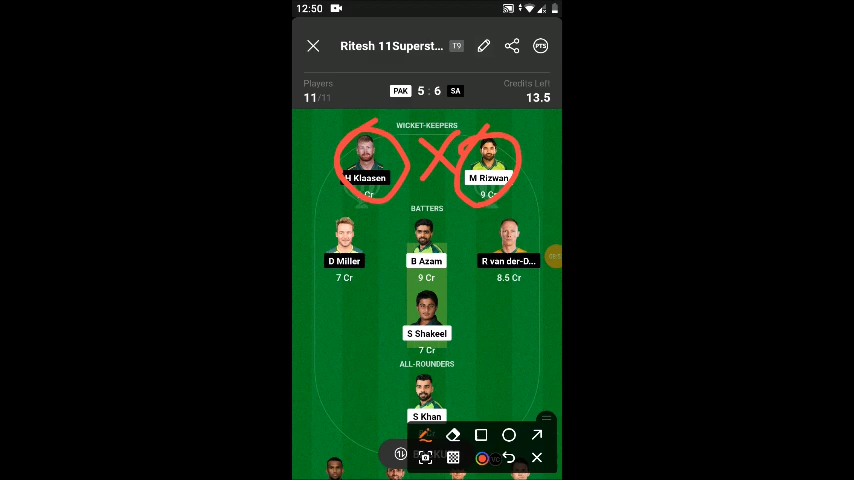 12:50
Ritesh 11Superst... T9 PTS
Players Credits Left
11/11 PAK 5 : 6 SA 13.5
WICKET-KEEPERS
H Klaasen M Rizwan
Cr 9 Cr
BATTERS
D Miller B Azam R van der-D...
7 Cr 9 Cr 8.5 Cr
S Shakeel
7 Cr
ALL-ROUNDERS
S Khan